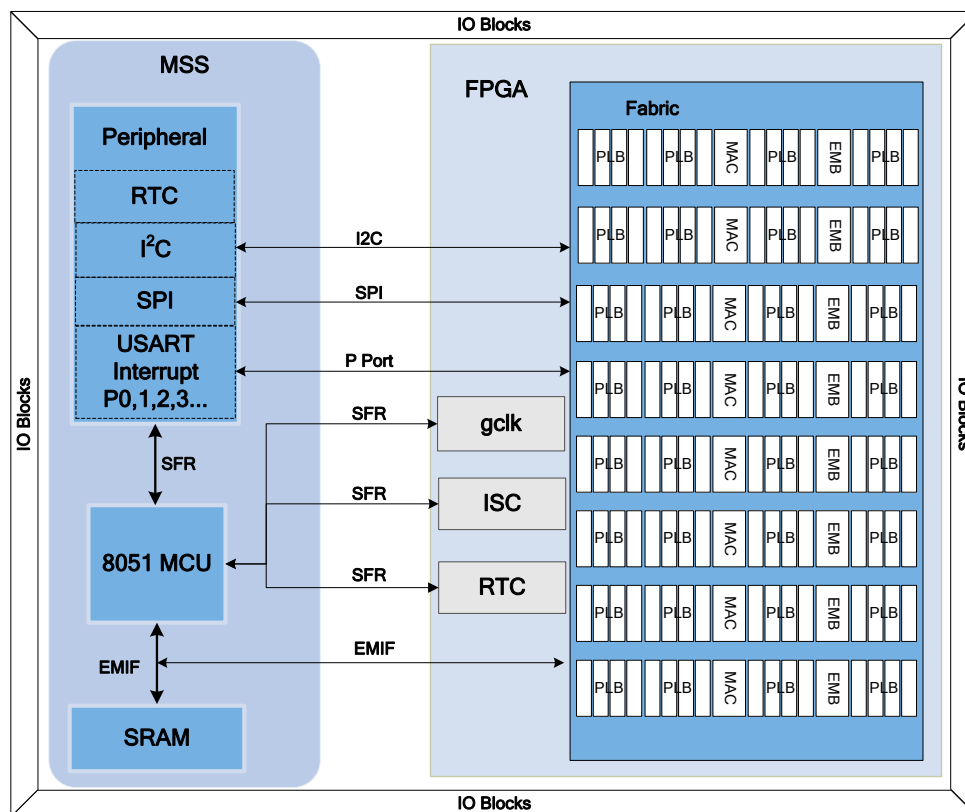 IO Blocks
MSS
Peripheral
RTC
I²C
SPI
USART
Interrupt
P0,1,2,3...
SFR
8051 MCU
EMIF
SRAM
I2C
SPI
P Port
SFR
SFR
SFR
EMIF
FPGA
gclk
ISC
RTC
Fabric
PLB PLB MAC PLB EMB PLB
PLB PLB MAC PLB EMB PLB
PLB PLB MAC PLB EMB PLB
PLB PLB MAC PLB EMB PLB
PLB PLB MAC PLB EMB PLB
PLB PLB MAC PLB EMB PLB
PLB PLB MAC PLB EMB PLB
PLB PLB MAC PLB EMB PLB
IO Blocks
IO Blocks
IO Blocks